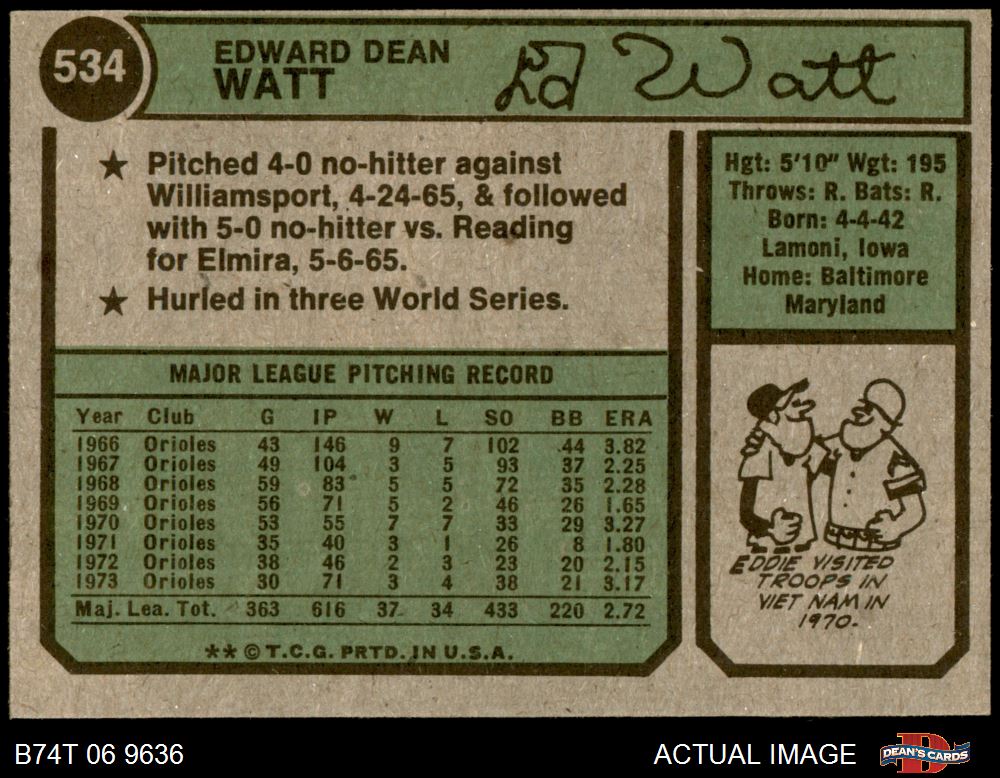 534
EDWARD DEAN
WATT
Ed Watt
★ Pitched 4-0 no-hitter against
Williamsport, 4-24-65, & followed
with 5-0 no-hitter vs. Reading
for Elmira, 5-6-65.
★ Hurled in three World Series.
Hgt: 5'10" Wgt: 195
Throws: R. Bats: R.
Born: 4-4-42
Lamoni, Iowa
Home: Baltimore
Maryland
MAJOR LEAGUE PITCHING RECORD
Year Club G IP W L SO BB ERA
1966 Orioles 43 146 9 7 102 44 3.82
1967 Orioles 49 104 3 5 93 37 2.25
1968 Orioles 59 83 5 5 72 35 2.28
1969 Orioles 56 71 5 2 46 26 1.65
1970 Orioles 53 55 7 7 33 29 3.27
1971 Orioles 35 40 3 1 26 8 1.80
1972 Orioles 38 46 2 3 23 20 2.15
1973 Orioles 30 71 3 4 38 21 3.17
Maj. Lea. Tot. 363 616 37 34 433 220 2.72
** © T.C.G. PRTD. IN U.S.A.
EDDIE VISITED
TROOPS IN
VIET NAM IN
1970.
B74T 06 9636
ACTUAL IMAGE
DEAN'S CARDS